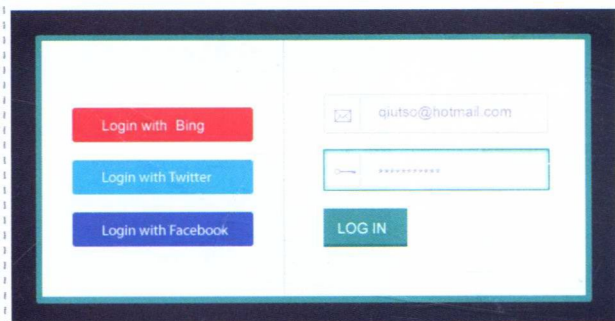 Login with Bing
Login with Twitter
Login with Facebook
qiutso@hotmail.com
***********
LOG IN